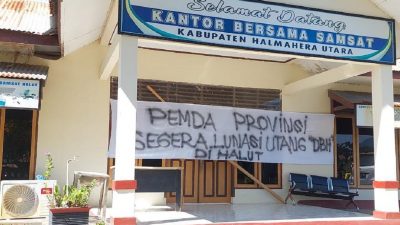 Selamat Datang
KANTOR BERSAMA SAMSAT
KABUPATEN HALMAHERA UTARA
PEMDA PROVINSI
SEGERA LUNASI UTANG "DBH"
DI HALUT